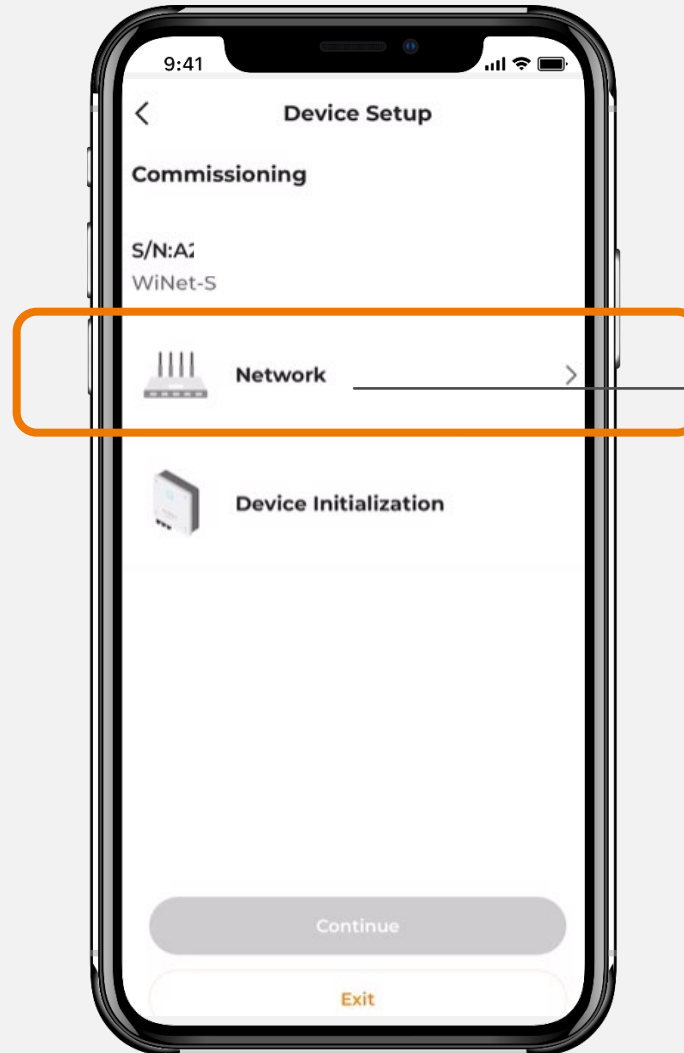 9:41
Device Setup
Commissioning
S/N:A2
WiNet-S
Network
Device Initialization
Continue
Exit